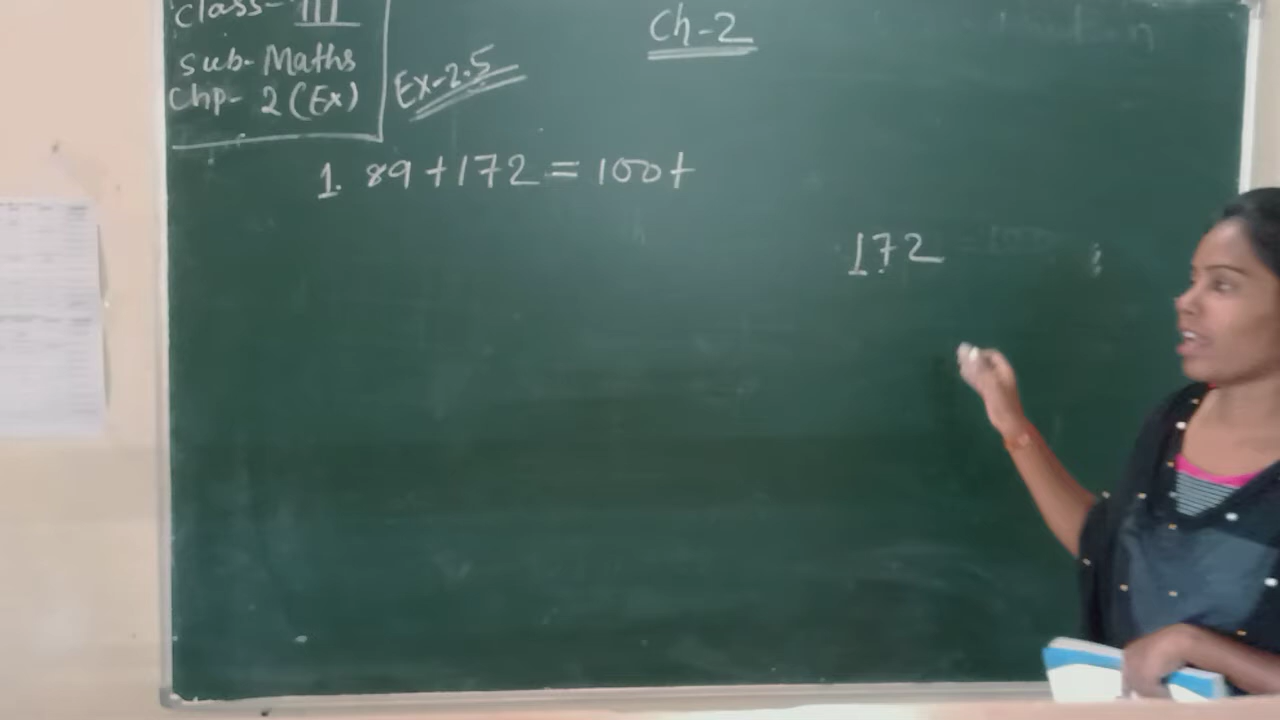 Class- III
Sub- Maths
Chp- 2 (Ex)
Ch-2
Ex-2.5
1. 89+172=100+
172